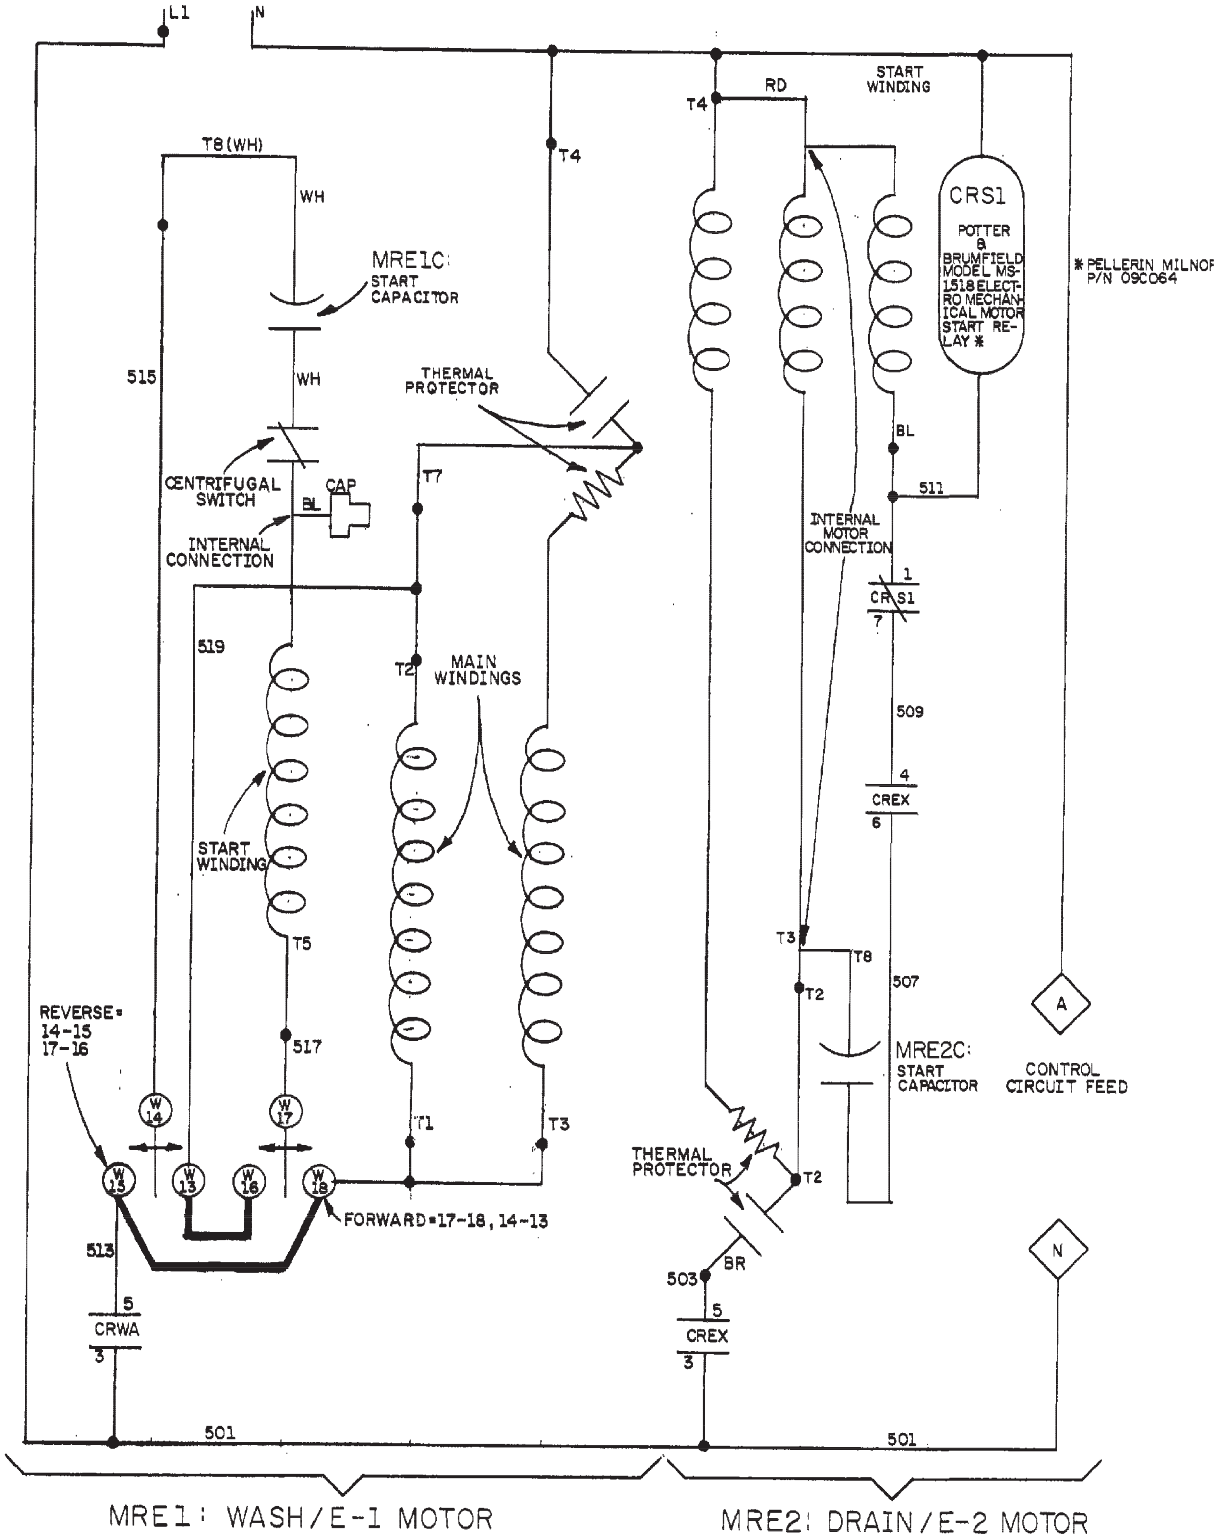 L1
N
START
WINDING
RD
T4
T8(WH)
T4
WH
CRS1
POTTER
&
BRUMFIELD
MODEL MS-
1518 ELECT-
RO MECHAN-
ICAL MOTOR
START RE-
LAY *
* PELLERIN MILNOF
P/N 09C064
MRE1C:
START
CAPACITOR
515
WH
THERMAL
PROTECTOR
BL
T7
CENTRIFUGAL
SWITCH
CAP
BL
511
INTERNAL
CONNECTION
INTERNAL
MOTOR
CONNECTION
1
CRS1
7
519
T2
MAIN
WINDINGS
509
4
CREX
6
START
WINDING
T5
T3
T8
507
T2
A
REVERSE=
14-15
17-16
517
MRE2C:
START
CAPACITOR
CONTROL
CIRCUIT FEED
W
14
W
17
T1
T3
THERMAL
PROTECTOR
W
15
W
13
W
16
W
18
T2
FORWARD=17-18, 14-13
513
N
BR
503
5
CRWA
3
5
CREX
3
501
501
MRE1: WASH/E-1 MOTOR
MRE2: DRAIN/E-2 MOTOR